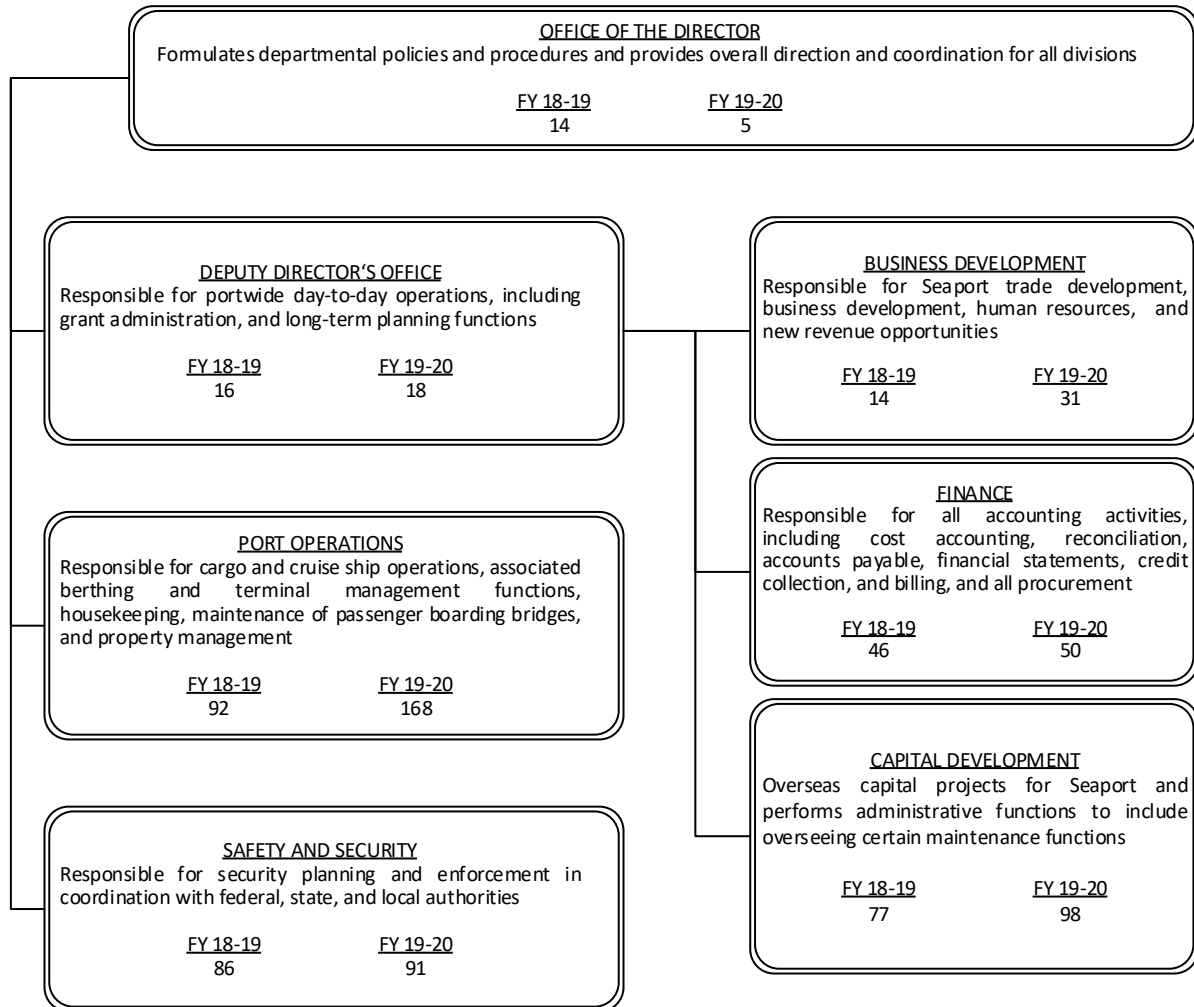 OFFICE OF THE DIRECTOR
Formulates departmental policies and procedures and provides overall direction and coordination for all divisions
FY 18-19 FY 19-20
14 5
DEPUTY DIRECTOR'S OFFICE
Responsible for portwide day-to-day operations, including
grant administration, and long-term planning functions
FY 18-19 FY 19-20
16 18
PORT OPERATIONS
Responsible for cargo and cruise ship operations, associated
berthing and terminal management functions,
housekeeping, maintenance of passenger boarding bridges,
and property management
FY 18-19 FY 19-20
92 168
SAFETY AND SECURITY
Responsible for security planning and enforcement in
coordination with federal, state, and local authorities
FY 18-19 FY 19-20
86 91
BUSINESS DEVELOPMENT
Responsible for Seaport trade development,
business development, human resources, and
new revenue opportunities
FY 18-19 FY 19-20
14 31
FINANCE
Responsible for all accounting activities,
including cost accounting, reconciliation,
accounts payable, financial statements, credit
collection, and billing, and all procurement
FY 18-19 FY 19-20
46 50
CAPITAL DEVELOPMENT
Overseas capital projects for Seaport and
performs administrative functions to include
overseeing certain maintenance functions
FY 18-19 FY 19-20
77 98